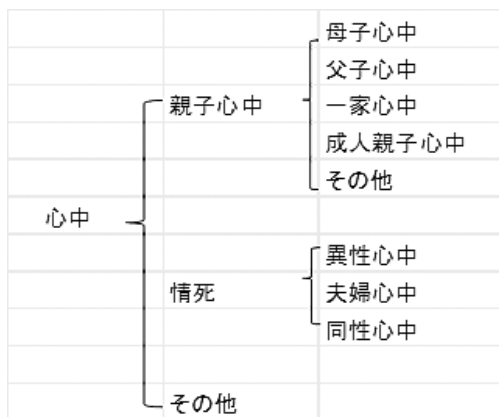 母子心中
父子心中
親子心中
一家心中
成人親子心中
その他
心中
異性心中
情死
夫婦心中
同性心中
その他